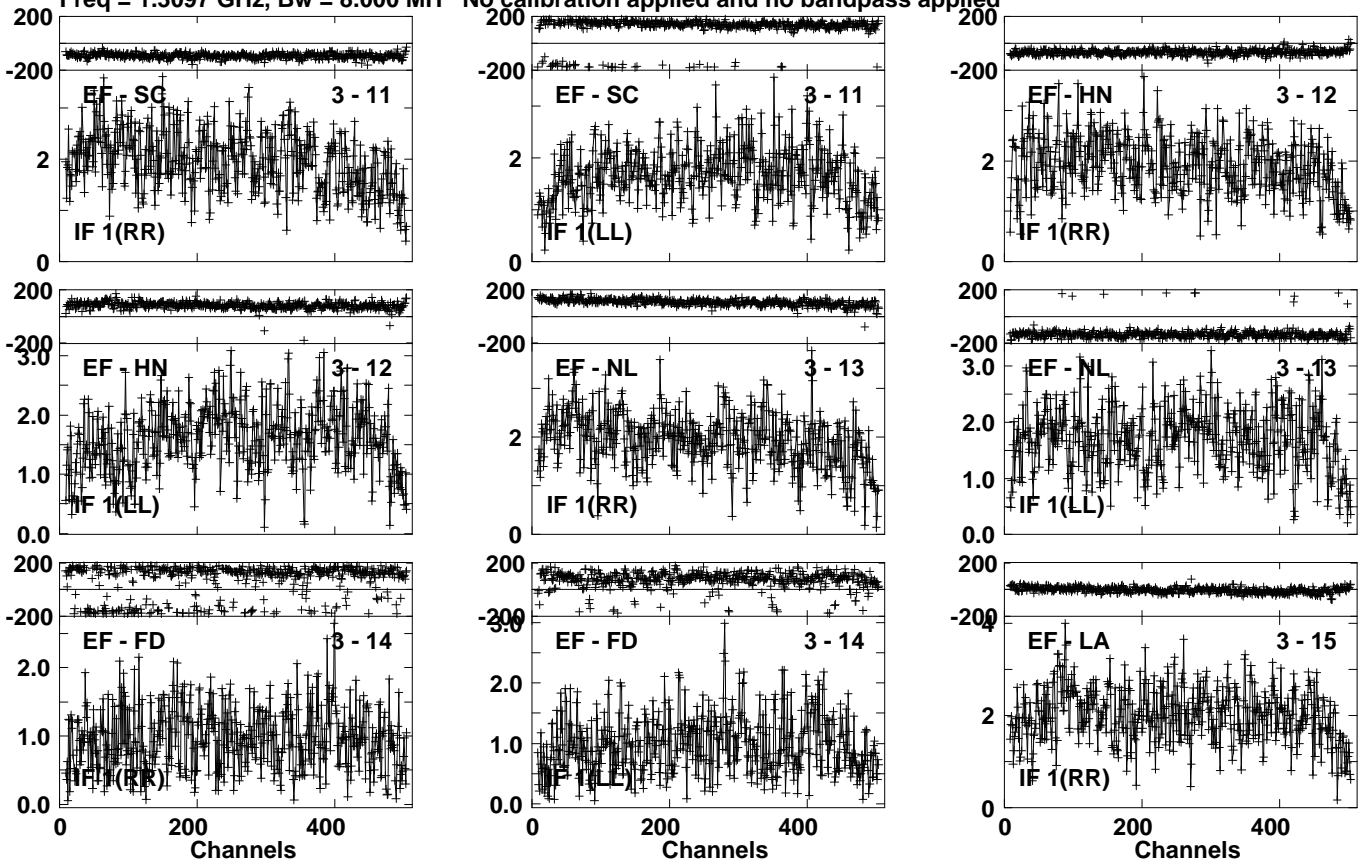 Freq = 1.5097 GHz, Bw = 8.000 MH No calibration applied and no bandpass applied
200 200 200
-200 -200 -200
EF - SC 3 - 11 EF - SC 3 - 11 EF - HN 3 - 12
2 2 2
IF 1(RR) IF 1(LL) IF 1(RR)
0 0 0
200 200 200
-200 -200 -200
3.0 EF - HN 3 - 12 EF - NL 3 - 13 3.0 EF - NL 3 - 13
2.0 2 2.0
1.0 1.0
IF 1(LL) IF 1(RR) IF 1(LL)
0.0 0 0.0
200 200 200
-200 -200 -200
3.0 4
EF - FD 3 - 14 EF - FD 3 - 14 EF - LA 3 - 15
2.0 2.0 2
1.0 1.0
IF 1(RR) IF 1(LL) IF 1(RR)
0.0 0.0 0
0 200 400 0 200 400 0 200 400
Channels Channels Channels